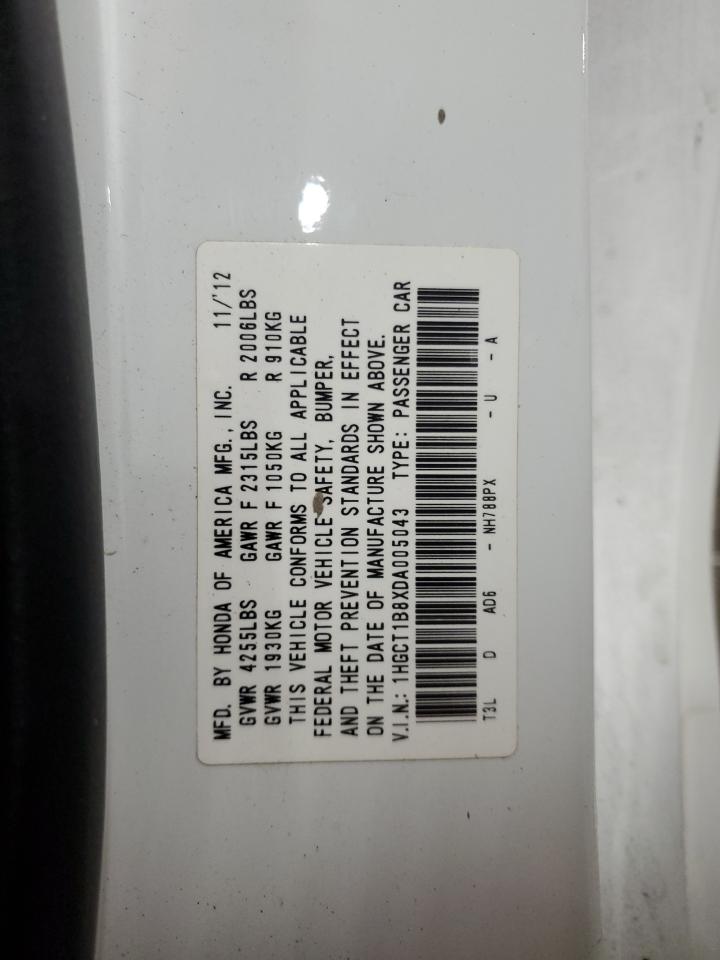 MFD. BY HONDA OF AMERICA MFG., INC. 11/'12
GVWR 4255LBS GAWR F 2315LBS R 2006LBS
GVWR 1930KG GAWR F 1050KG R 910KG
THIS VEHICLE CONFORMS TO ALL APPLICABLE
FEDERAL MOTOR VEHICLE SAFETY, BUMPER,
AND THEFT PREVENTION STANDARDS IN EFFECT
ON THE DATE OF MANUFACTURE SHOWN ABOVE.
V.I.N.: 1HGCT1B8XDA005043 TYPE: PASSENGER CAR
T3L D AD6 - NH788PX - U - A